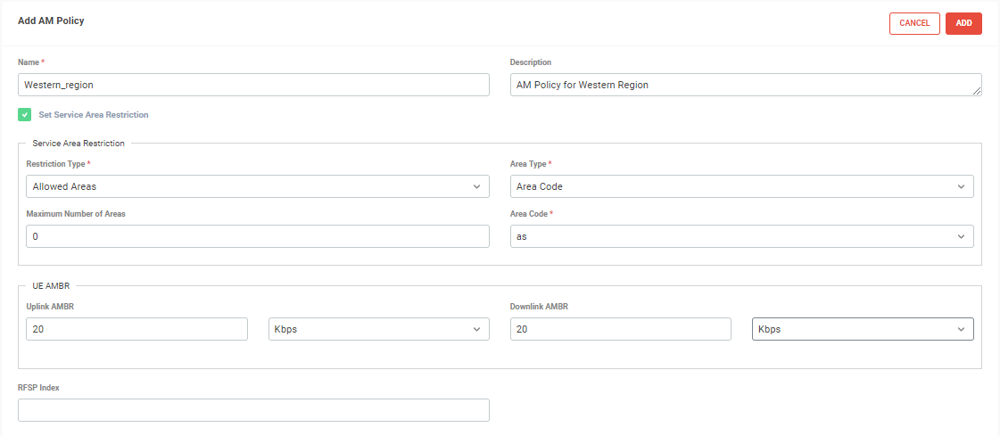 Add AM Policy
CANCEL ADD
Name * Description
Western_region AM Policy for Western Region
Set Service Area Restriction
Service Area Restriction
Restriction Type * Area Type *
Allowed Areas Area Code
Maximum Number of Areas Area Code *
0 as
UE AMBR
Uplink AMBR Downlink AMBR
20 Kbps 20 Kbps
RFSP Index